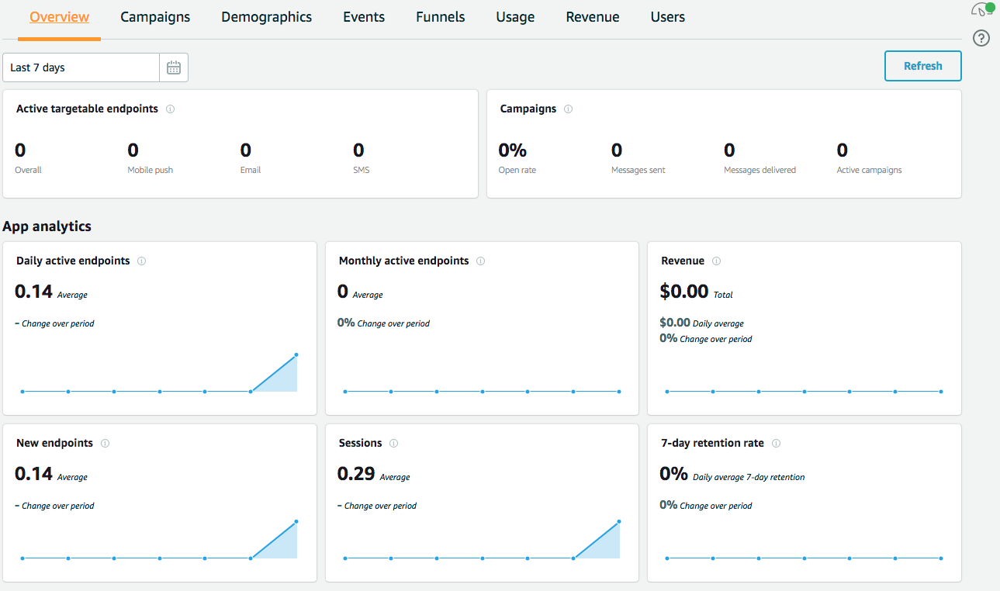 Overview Campaigns Demographics Events Funnels Usage Revenue Users
Last 7 days
Refresh
Active targetable endpoints
0 0 0 0
Overall Mobile push Email SMS
Campaigns
0% 0 0 0
Open rate Messages sent Messages delivered Active campaigns
App analytics
Daily active endpoints
0.14 Average
– Change over period
Monthly active endpoints
0 Average
0% Change over period
Revenue
$0.00 Total
$0.00 Daily average
0% Change over period
New endpoints
0.14 Average
– Change over period
Sessions
0.29 Average
– Change over period
7-day retention rate
0% Daily average 7-day retention
0% Change over period